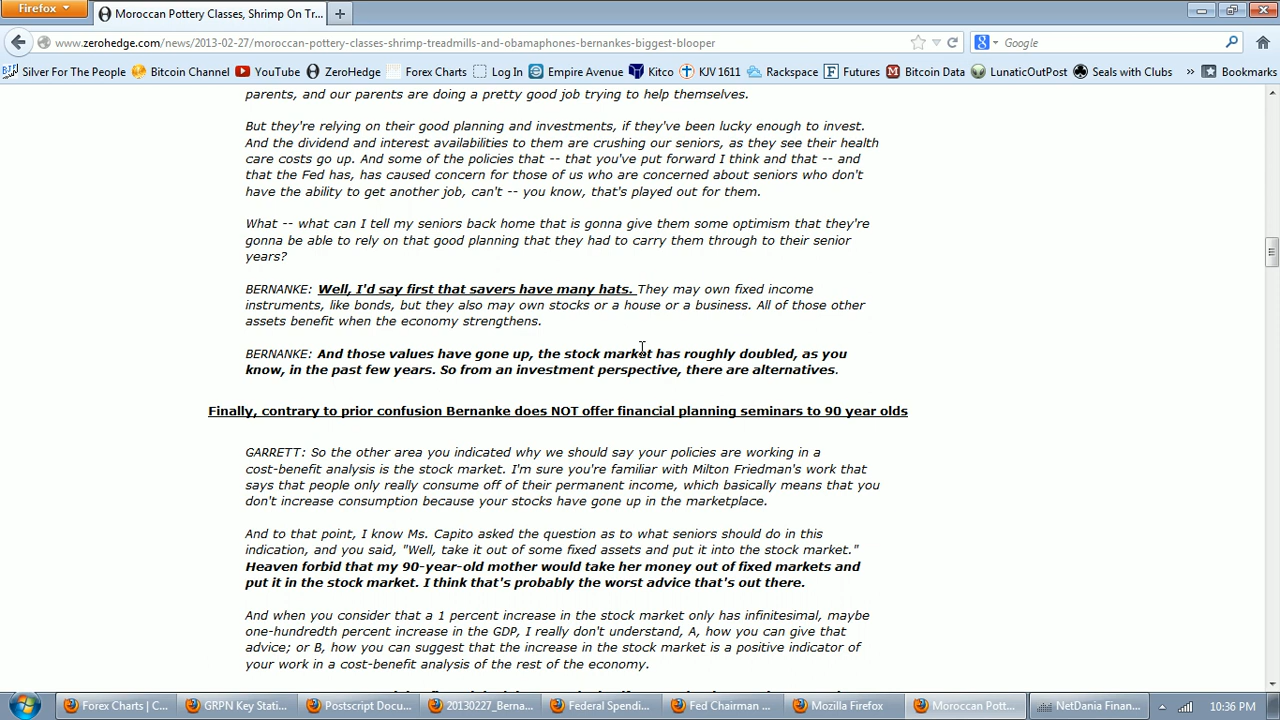 Firefox
Moroccan Pottery Classes, Shrimp On Tr...
www.zerohedge.com/news/2013-02-27/moroccan-pottery-classes-shrimp-treadmills-and-obamaphones-bernankes-biggest-blooper
Google
Silver For The People Bitcoin Channel YouTube ZeroHedge Forex Charts Log In Empire Avenue Kitco KJV 1611 Rackspace Futures Bitcoin Data LunaticOutPost Seals with Clubs » Bookmarks
parents, and our parents are doing a pretty good job trying to help themselves.
But they're relying on their good planning and investments, if they've been lucky enough to invest.
And the dividend and interest availabilities to them are crushing our seniors, as they see their health
care costs go up. And some of the policies that -- that you've put forward I think and that -- and
that the Fed has, has caused concern for those of us who are concerned about seniors who don't
have the ability to get another job, can't -- you know, that's played out for them.
What -- what can I tell my seniors back home that is gonna give them some optimism that they're
gonna be able to rely on that good planning that they had to carry them through to their senior
years?
BERNANKE: Well, I'd say first that savers have many hats. They may own fixed income
instruments, like bonds, but they also may own stocks or a house or a business. All of those other
assets benefit when the economy strengthens.
BERNANKE: And those values have gone up, the stock market has roughly doubled, as you
know, in the past few years. So from an investment perspective, there are alternatives.
Finally, contrary to prior confusion Bernanke does NOT offer financial planning seminars to 90 year olds
GARRETT: So the other area you indicated why we should say your policies are working in a
cost-benefit analysis is the stock market. I'm sure you're familiar with Milton Friedman's work that
says that people only really consume off of their permanent income, which basically means that you
don't increase consumption because your stocks have gone up in the marketplace.
And to that point, I know Ms. Capito asked the question as to what seniors should do in this
indication, and you said, "Well, take it out of some fixed assets and put it into the stock market."
Heaven forbid that my 90-year-old mother would take her money out of fixed markets and
put it in the stock market. I think that's probably the worst advice that's out there.
And when you consider that a 1 percent increase in the stock market only has infinitesimal, maybe
one-hundredth percent increase in the GDP, I really don't understand, A, how you can give that
advice; or B, how you can suggest that the increase in the stock market is a positive indicator of
your work in a cost-benefit analysis of the rest of the economy.
Forex Charts | C... GRPN Key Stati... Postscript Docu... 20130227_Berna... Federal Spendi... Fed Chairman ... Mozilla Firefox Moroccan Pott... NetDania Finan... 10:36 PM